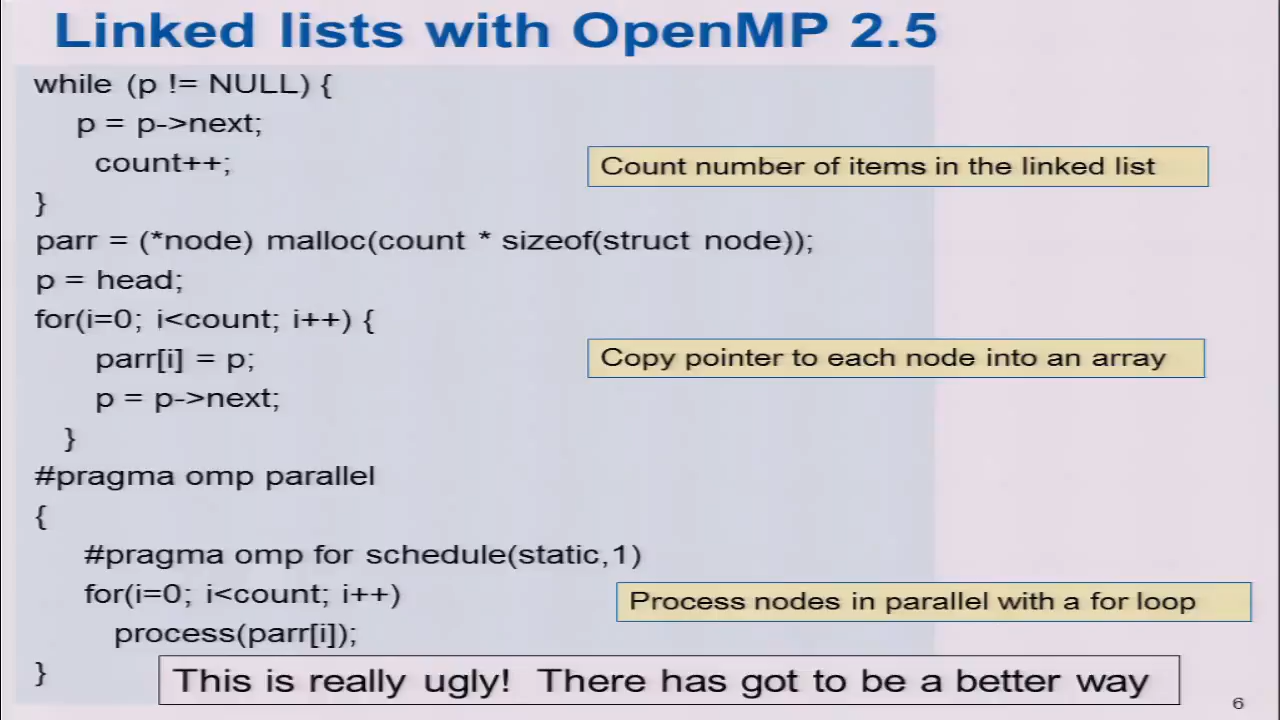 Linked lists with OpenMP 2.5
while (p != NULL) {
p = p->next;
count++;
Count number of items in the linked list
}
parr = (*node) malloc(count * sizeof(struct node));
p = head;
for(i=0; i<count; i++) {
parr[i] = p;
Copy pointer to each node into an array
p = p->next;
}
#pragma omp parallel
{
#pragma omp for schedule(static,1)
for(i=0; i<count; i++)
Process nodes in parallel with a for loop
process(parr[i]);
}
This is really ugly! There has got to be a better way
6